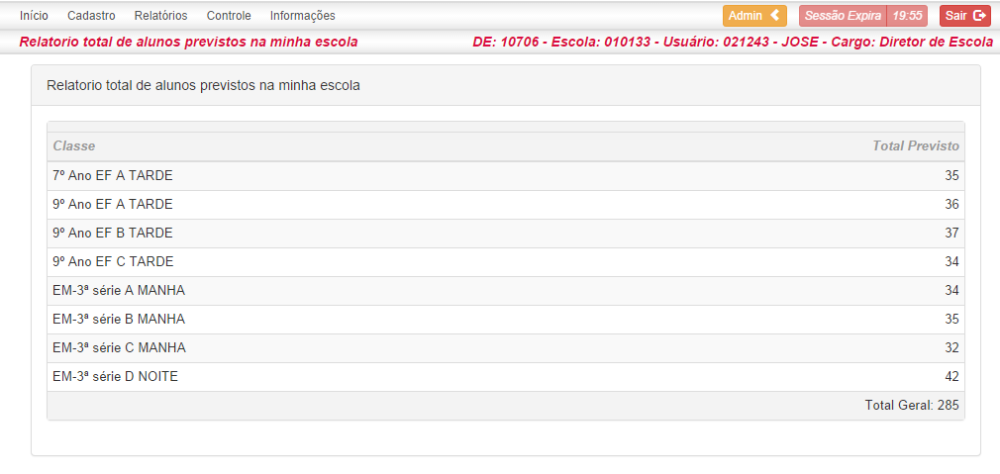 Início Cadastro Relatórios Controle Informações Admin Sessão Expira 19:55 Sair
Relatorio total de alunos previstos na minha escola DE: 10706 - Escola: 010133 - Usuário: 021243 - JOSE - Cargo: Diretor de Escola
Relatorio total de alunos previstos na minha escola
Classe Total Previsto
7º Ano EF A TARDE 35
9º Ano EF A TARDE 36
9º Ano EF B TARDE 37
9º Ano EF C TARDE 34
EM-3ª série A MANHA 34
EM-3ª série B MANHA 35
EM-3ª série C MANHA 32
EM-3ª série D NOITE 42
Total Geral: 285